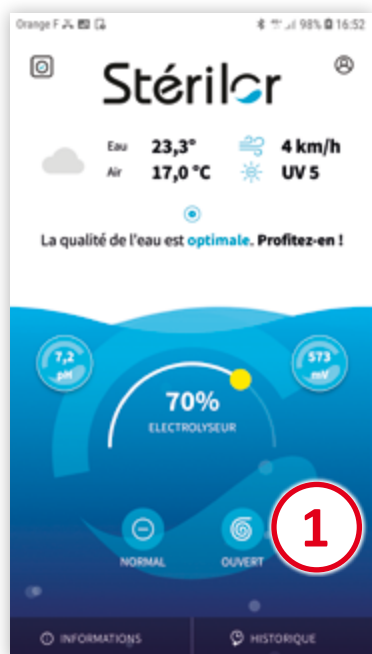 Orange F 98% 16:52
Stérilor
Eau 23,3° 4 km/h
Air 17,0 °C UV 5
La qualité de l'eau est optimale. Profitez-en !
7,2 pH
573 mV
70%
ELECTROLYSEUR
1
NORMAL OUVERT
INFORMATIONS HISTORIQUE